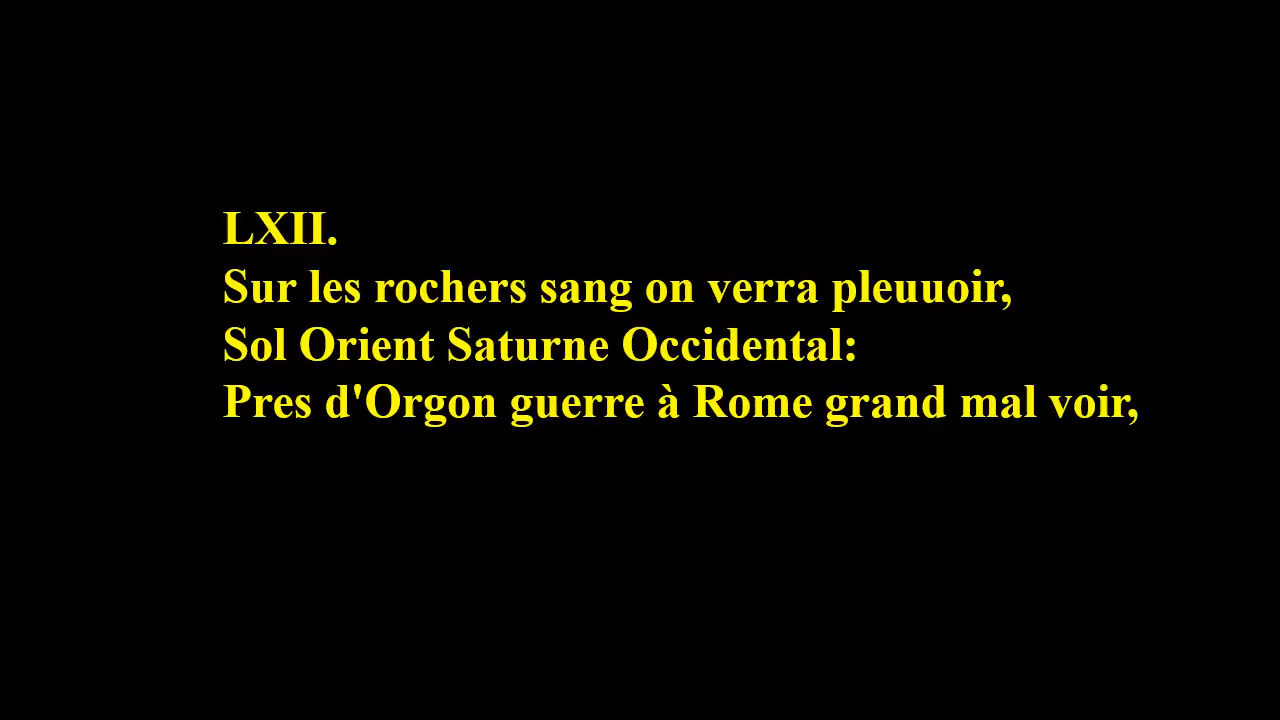 LXII.
Sur les rochers sang on verra pleuuoir,
Sol Orient Saturne Occidental:
Pres d'Orgon guerre à Rome grand mal voir,